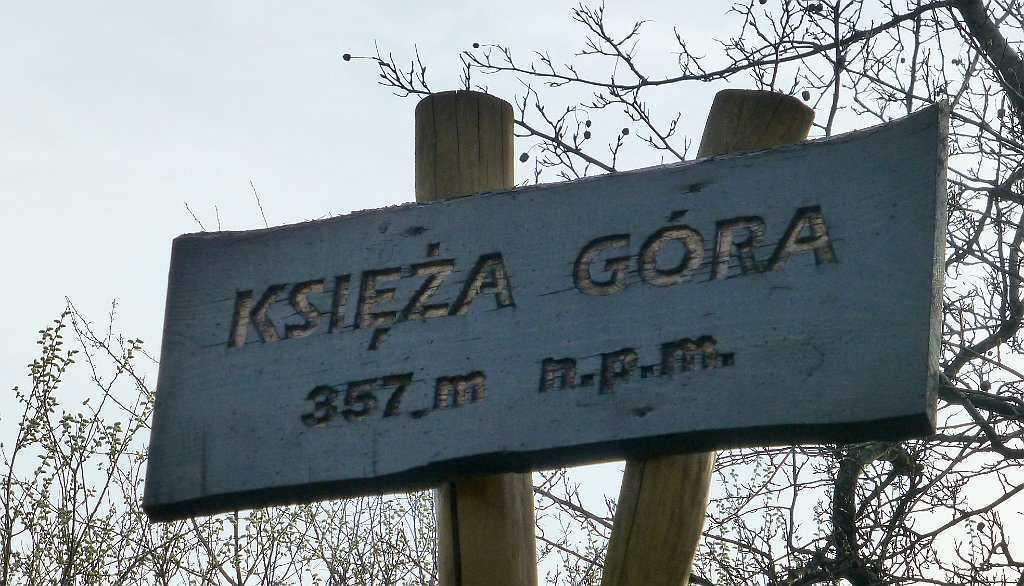 KSIĘŻA GÓRA
357 m n.p.m.